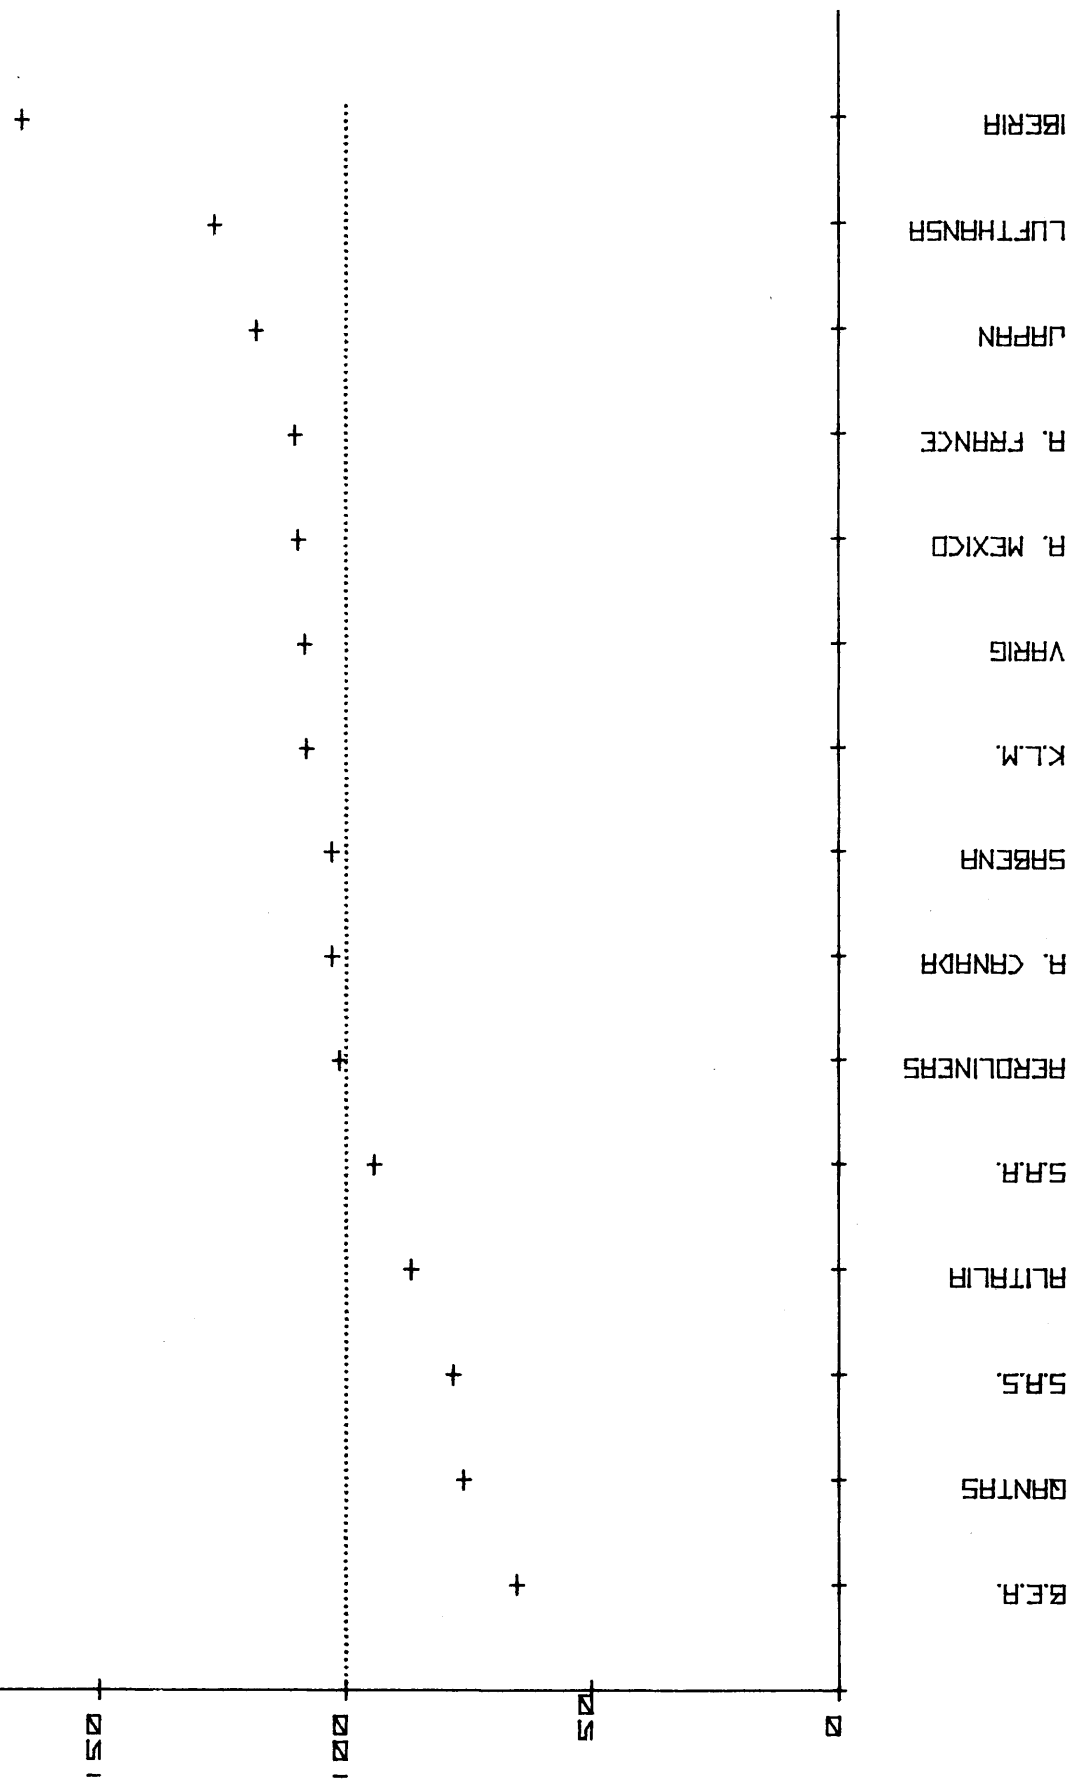 IBERIA
LUFTHANSA
JAPAN
A. FRANCE
A. MEXICO
VARIG
K.L.M.
SABENA
A. CANADA
AEROLINEAS
S.A.A.
ALITALIA
S.A.S.
QANTAS
B.E.A.
150
100
50
0